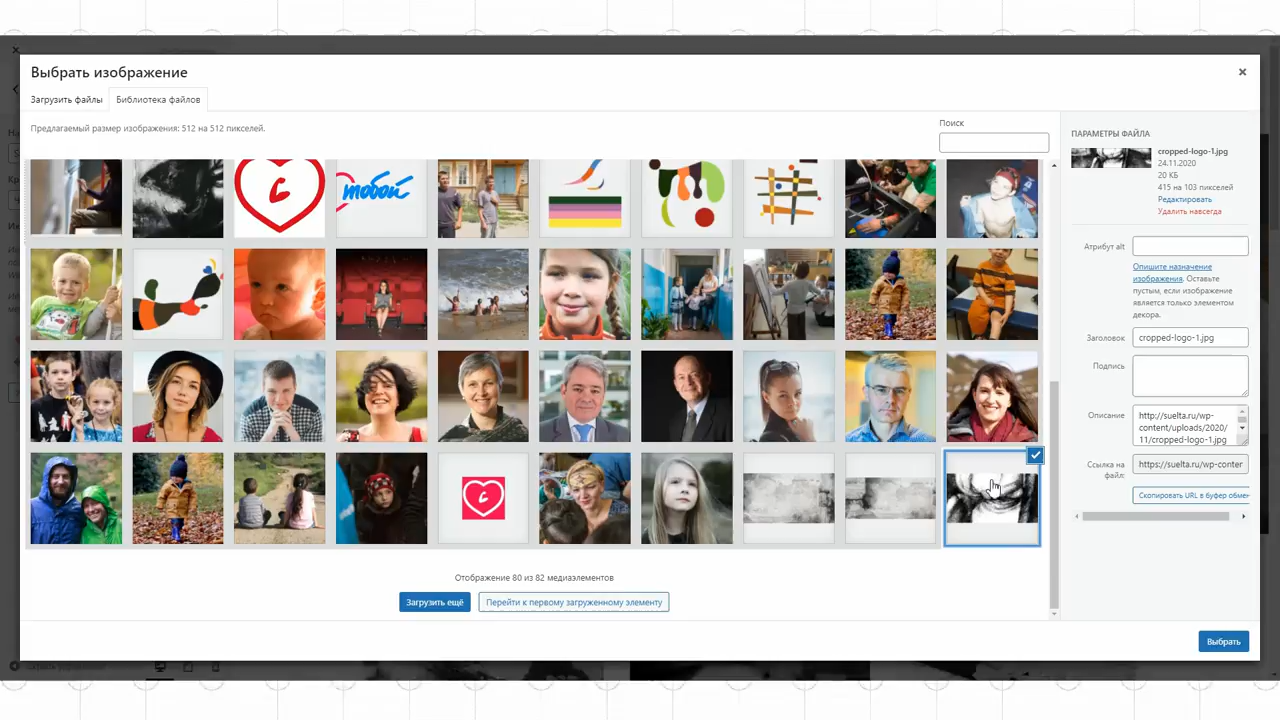 Выбрать изображение
Загрузить файлы
Библиотека файлов
Предлагаемый размер изображения: 512 на 512 пикселей.
Поиск
тобой
ПАРАМЕТРЫ ФАЙЛА
cropped-logo-1.jpg
24.11.2020
20 КБ
415 на 103 пикселей
Редактировать
Удалить навсегда
Атрибут alt
Опишите назначение
изображения. Оставьте
пустым, если изображение
является только элементом
декора.
Заголовок
cropped-logo-1.jpg
Подпись
Описание
http://suelta.ru/wp-
content/uploads/2020/
11/cropped-logo-1.jpg
Ссылка на
файл:
https://suelta.ru/wp-conter
Скопировать URL в буфер обмен
Отображение 80 из 82 медиаэлементов
Загрузить ещё
Перейти к первому загруженному элементу
Выбрать